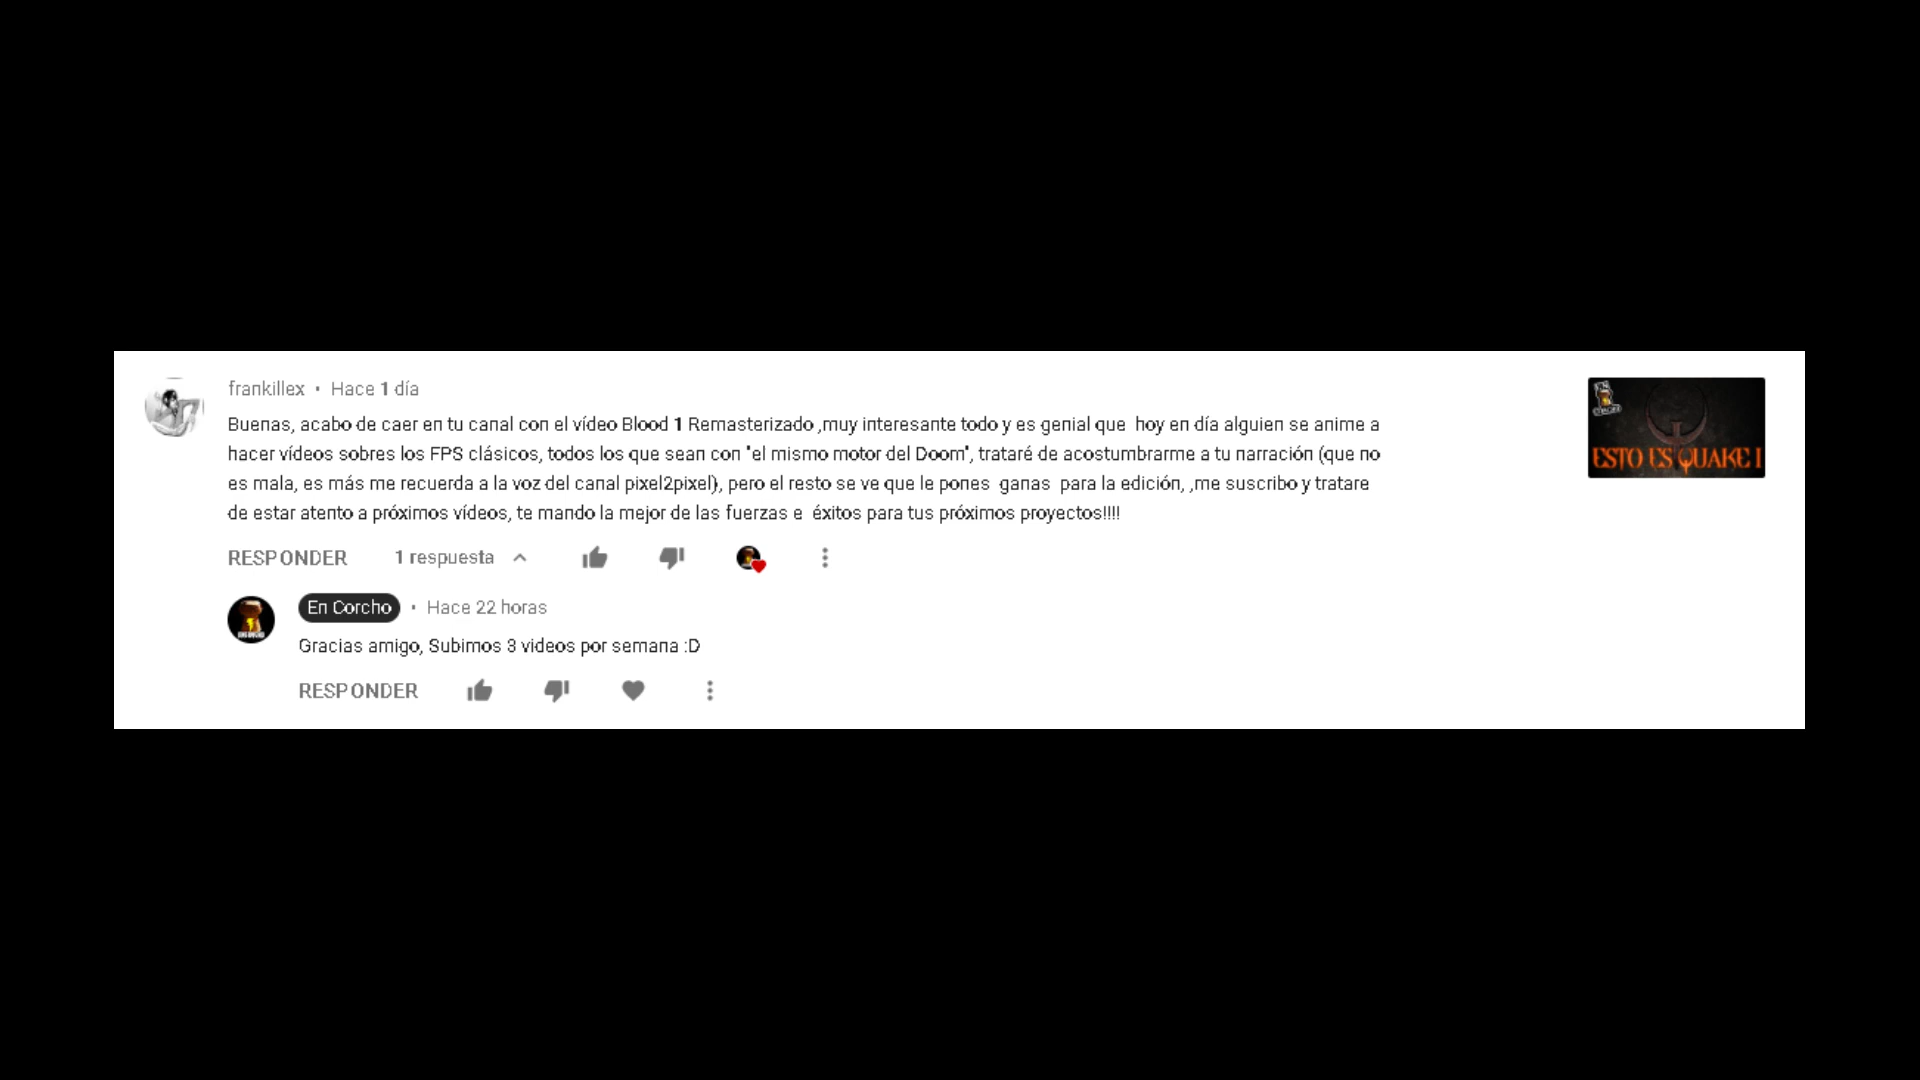 frankillex • Hace 1 día
Buenas, acabo de caer en tu canal con el vídeo Blood 1 Remasterizado ,muy interesante todo y es genial que  hoy en día alguien se anime a
hacer vídeos sobres los FPS clásicos, todos los que sean con "el mismo motor del Doom", trataré de acostumbrarme a tu narración (que no
es mala, es más me recuerda a la voz del canal pixel2pixel), pero el resto se ve que le pones  ganas  para la edición, ,me suscribo y tratare
de estar atento a próximos vídeos, te mando la mejor de las fuerzas e  éxitos para tus próximos proyectos!!!!
ESTO ES QUAKE I
RESPONDER 1 respuesta
En Corcho • Hace 22 horas
Gracias amigo, Subimos 3 videos por semana :D
RESPONDER